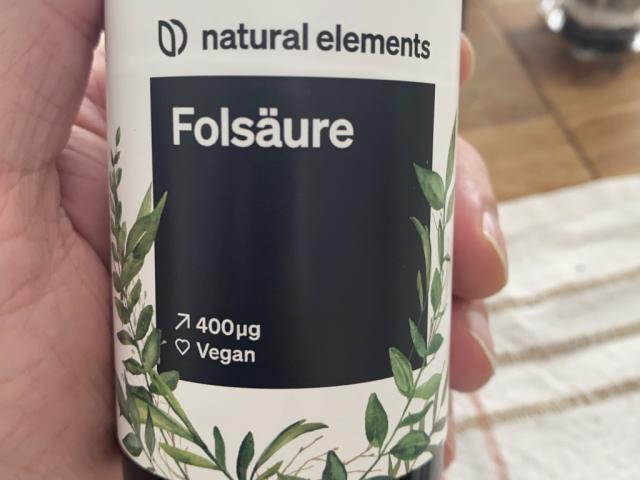 natural elements
Folsäure
400µg
Vegan